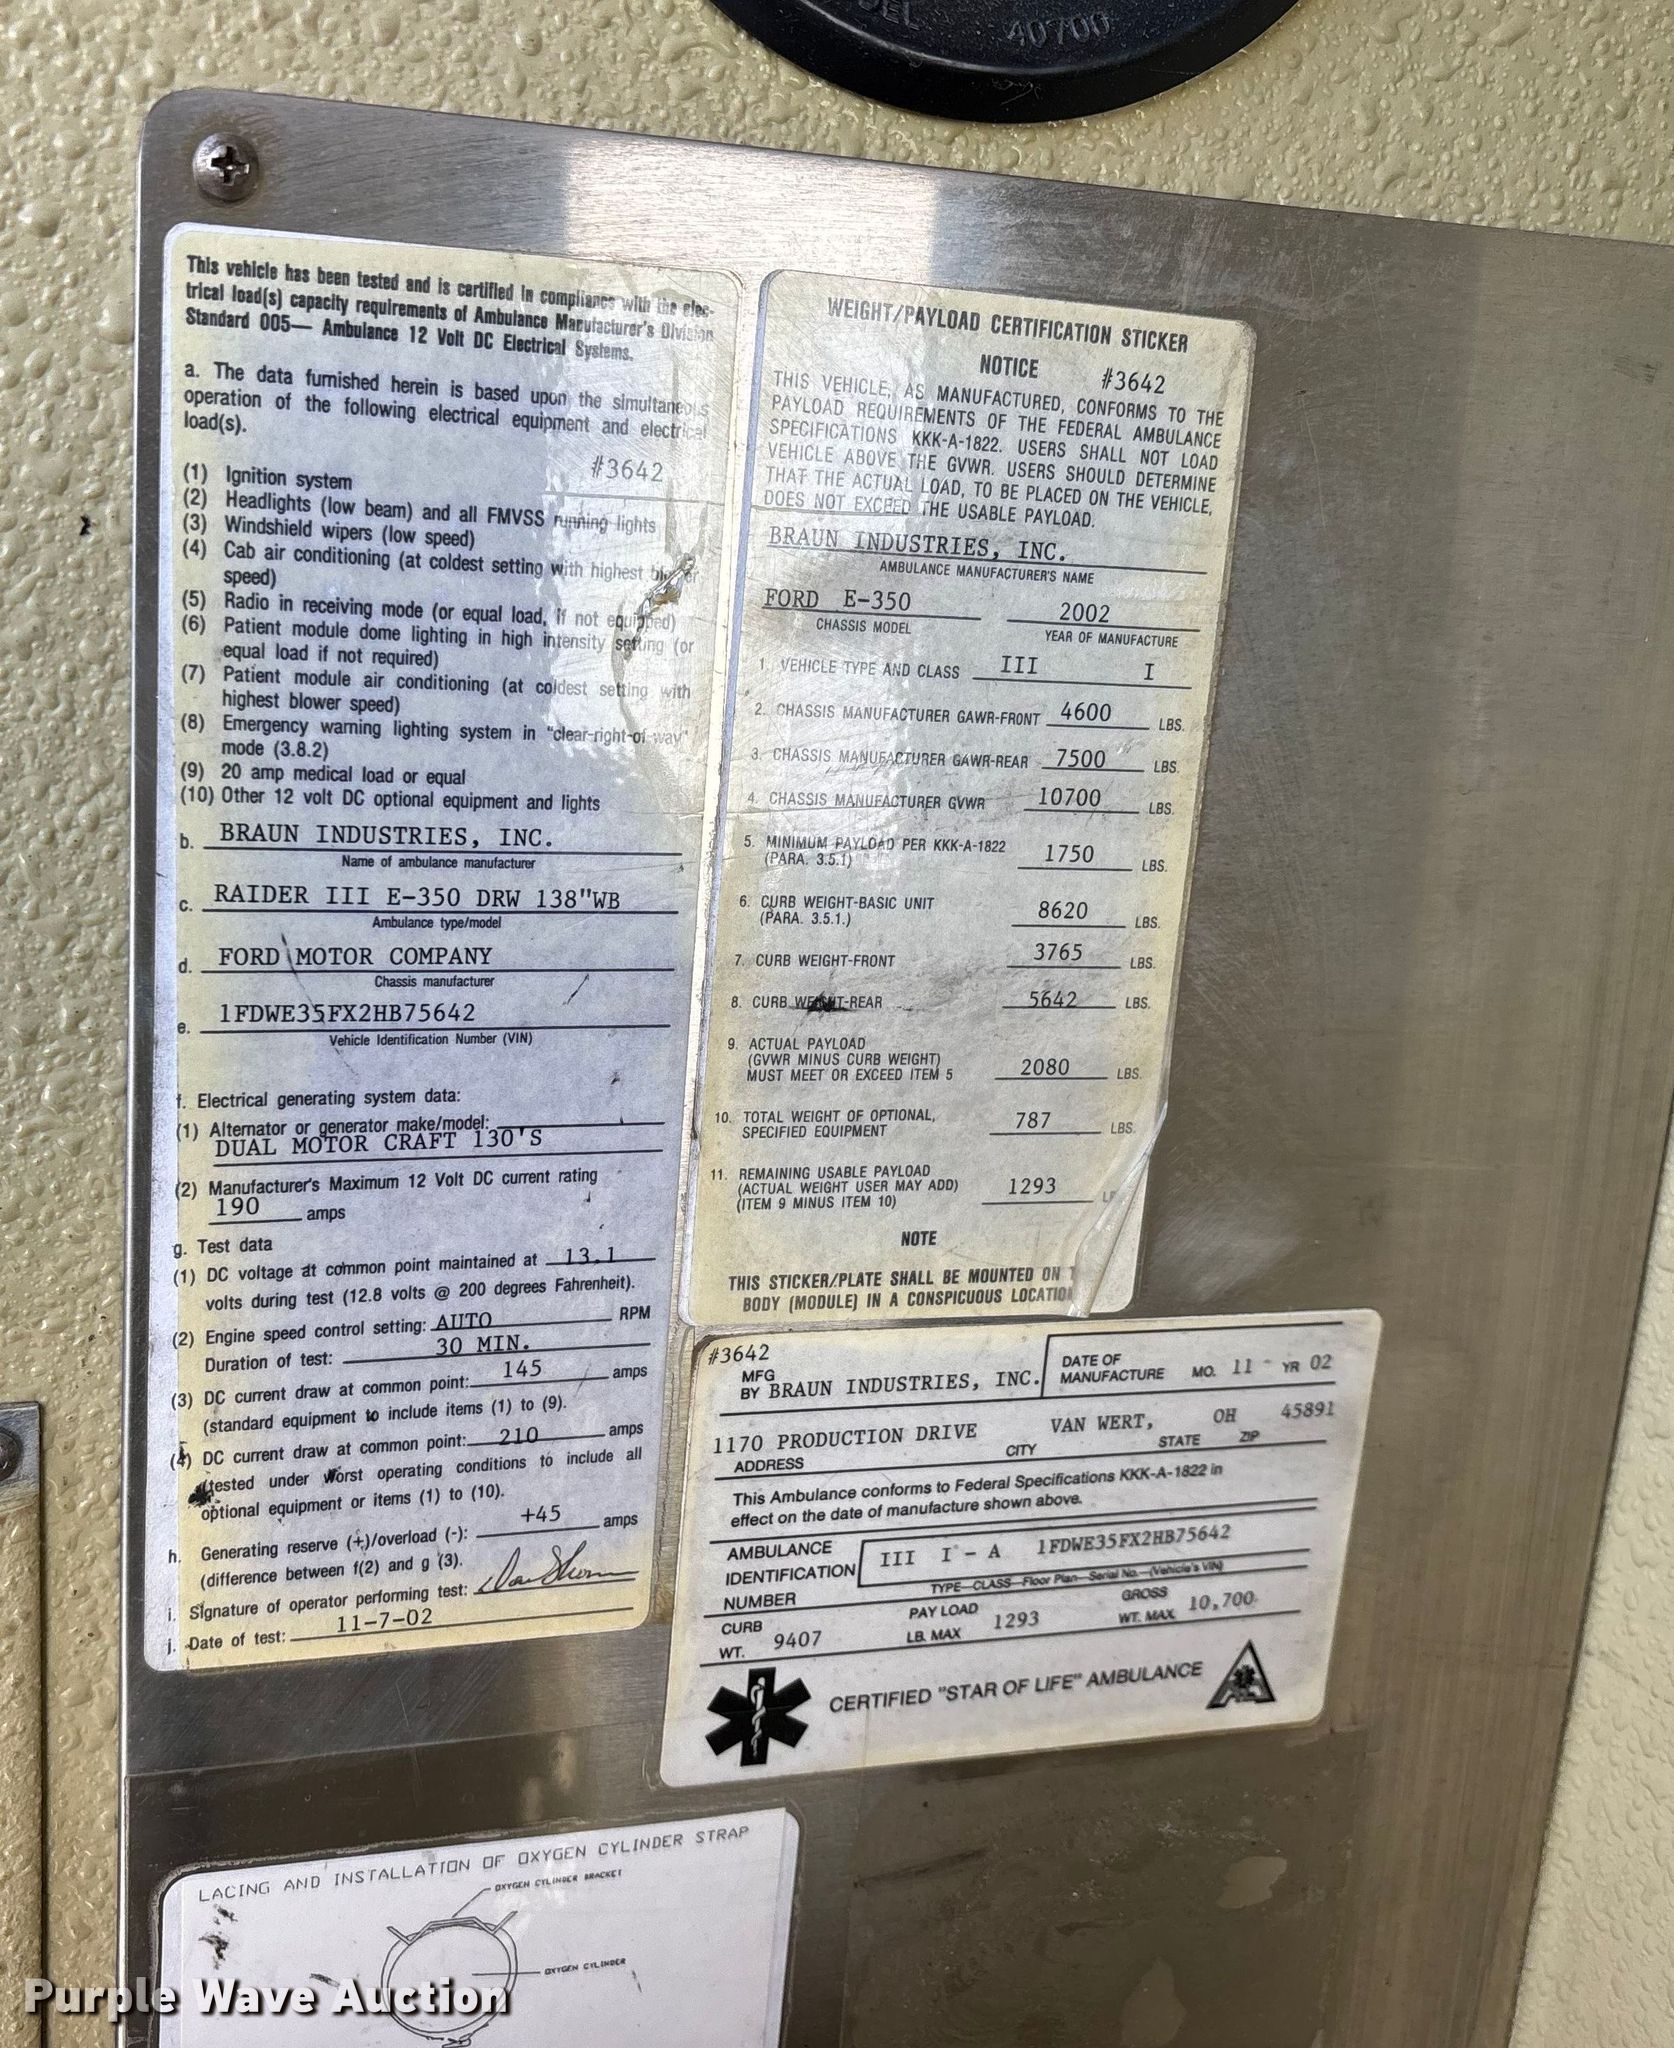 40700
This vehicle has been tested and is certified in compliance with the elec-
trical load(s) capacity requirements of Ambulance Manufacturer's Division
Standard 005— Ambulance 12 Volt DC Electrical Systems.
a. The data furnished herein is based upon the simultaneous
operation of the following electrical equipment and electrical
load(s).
#3642
(1) Ignition system
(2) Headlights (low beam) and all FMVSS running lights
(3) Windshield wipers (low speed)
(4) Cab air conditioning (at coldest setting with highest blower
speed)
(5) Radio in receiving mode (or equal load, if not equipped)
(6) Patient module dome lighting in high intensity setting (or
equal load if not required)
(7) Patient module air conditioning (at coldest setting with
highest blower speed)
(8) Emergency warning lighting system in "clear-right-of-way"
mode (3.8.2)
(9) 20 amp medical load or equal
(10) Other 12 volt DC optional equipment and lights
b. BRAUN INDUSTRIES, INC.
Name of ambulance manufacturer
c. RAIDER III E-350 DRW 138"WB
Ambulance type/model
d. FORD MOTOR COMPANY
Chassis manufacturer
e. 1FDWE35FX2HB75642
Vehicle Identification Number (VIN)
f. Electrical generating system data:
(1) Alternator or generator make/model:
DUAL MOTOR CRAFT 130'S
(2) Manufacturer's Maximum 12 Volt DC current rating
190 amps
g. Test data
(1) DC voltage at common point maintained at 13.1
volts during test (12.8 volts @ 200 degrees Fahrenheit).
(2) Engine speed control setting: AUTO RPM
Duration of test: 30 MIN.
(3) DC current draw at common point: 145 amps
(standard equipment to include items (1) to (9).
(4) DC current draw at common point: 210 amps
(tested under worst operating conditions to include all
optional equipment or items (1) to (10).
h. Generating reserve (+)/overload (-): +45 amps
(difference between f(2) and g (3).
i. Signature of operator performing test:
j. Date of test: 11-7-02
WEIGHT/PAYLOAD CERTIFICATION STICKER
NOTICE #3642
THIS VEHICLE, AS MANUFACTURED, CONFORMS TO THE
PAYLOAD REQUIREMENTS OF THE FEDERAL AMBULANCE
SPECIFICATIONS KKK-A-1822. USERS SHALL NOT LOAD
VEHICLE ABOVE THE GVWR. USERS SHOULD DETERMINE
THAT THE ACTUAL LOAD, TO BE PLACED ON THE VEHICLE,
DOES NOT EXCEED THE USABLE PAYLOAD.
BRAUN INDUSTRIES, INC.
AMBULANCE MANUFACTURER'S NAME
FORD E-350 2002
CHASSIS MODEL YEAR OF MANUFACTURE
1. VEHICLE TYPE AND CLASS III I
2. CHASSIS MANUFACTURER GAWR-FRONT 4600 LBS.
3. CHASSIS MANUFACTURER GAWR-REAR 7500 LBS.
4. CHASSIS MANUFACTURER GVWR 10700 LBS.
5. MINIMUM PAYLOAD PER KKK-A-1822
(PARA. 3.5.1) 1750 LBS.
6. CURB WEIGHT-BASIC UNIT
(PARA. 3.5.1.) 8620 LBS.
7. CURB WEIGHT-FRONT 3765 LBS.
8. CURB WEIGHT-REAR 5642 LBS.
9. ACTUAL PAYLOAD
(GVWR MINUS CURB WEIGHT)
MUST MEET OR EXCEED ITEM 5 2080 LBS.
10. TOTAL WEIGHT OF OPTIONAL,
SPECIFIED EQUIPMENT 787 LBS.
11. REMAINING USABLE PAYLOAD
(ACTUAL WEIGHT USER MAY ADD) 1293
(ITEM 9 MINUS ITEM 10)
NOTE
THIS STICKER/PLATE SHALL BE MOUNTED ON
BODY (MODULE) IN A CONSPICUOUS LOCATION
#3642
MFG
BY BRAUN INDUSTRIES, INC. DATE OF
MANUFACTURE MO. 11 - YR 02
1170 PRODUCTION DRIVE VAN WERT, OH 45891
ADDRESS CITY STATE ZIP
This Ambulance conforms to Federal Specifications KKK-A-1822 in
effect on the date of manufacture shown above.
AMBULANCE
IDENTIFICATION
NUMBER
III I - A 1FDWE35FX2HB75642
TYPE—CLASS—Floor Plan—Serial No.—(Vehicle's VIN)
CURB
WT. 9407 PAY LOAD
LB. MAX 1293 GROSS
WT. MAX 10,700
CERTIFIED "STAR OF LIFE" AMBULANCE
LACING AND INSTALLATION OF OXYGEN CYLINDER STRAP
OXYGEN CYLINDER BRACKET
OXYGEN CYLINDER
Purple Wave Auction